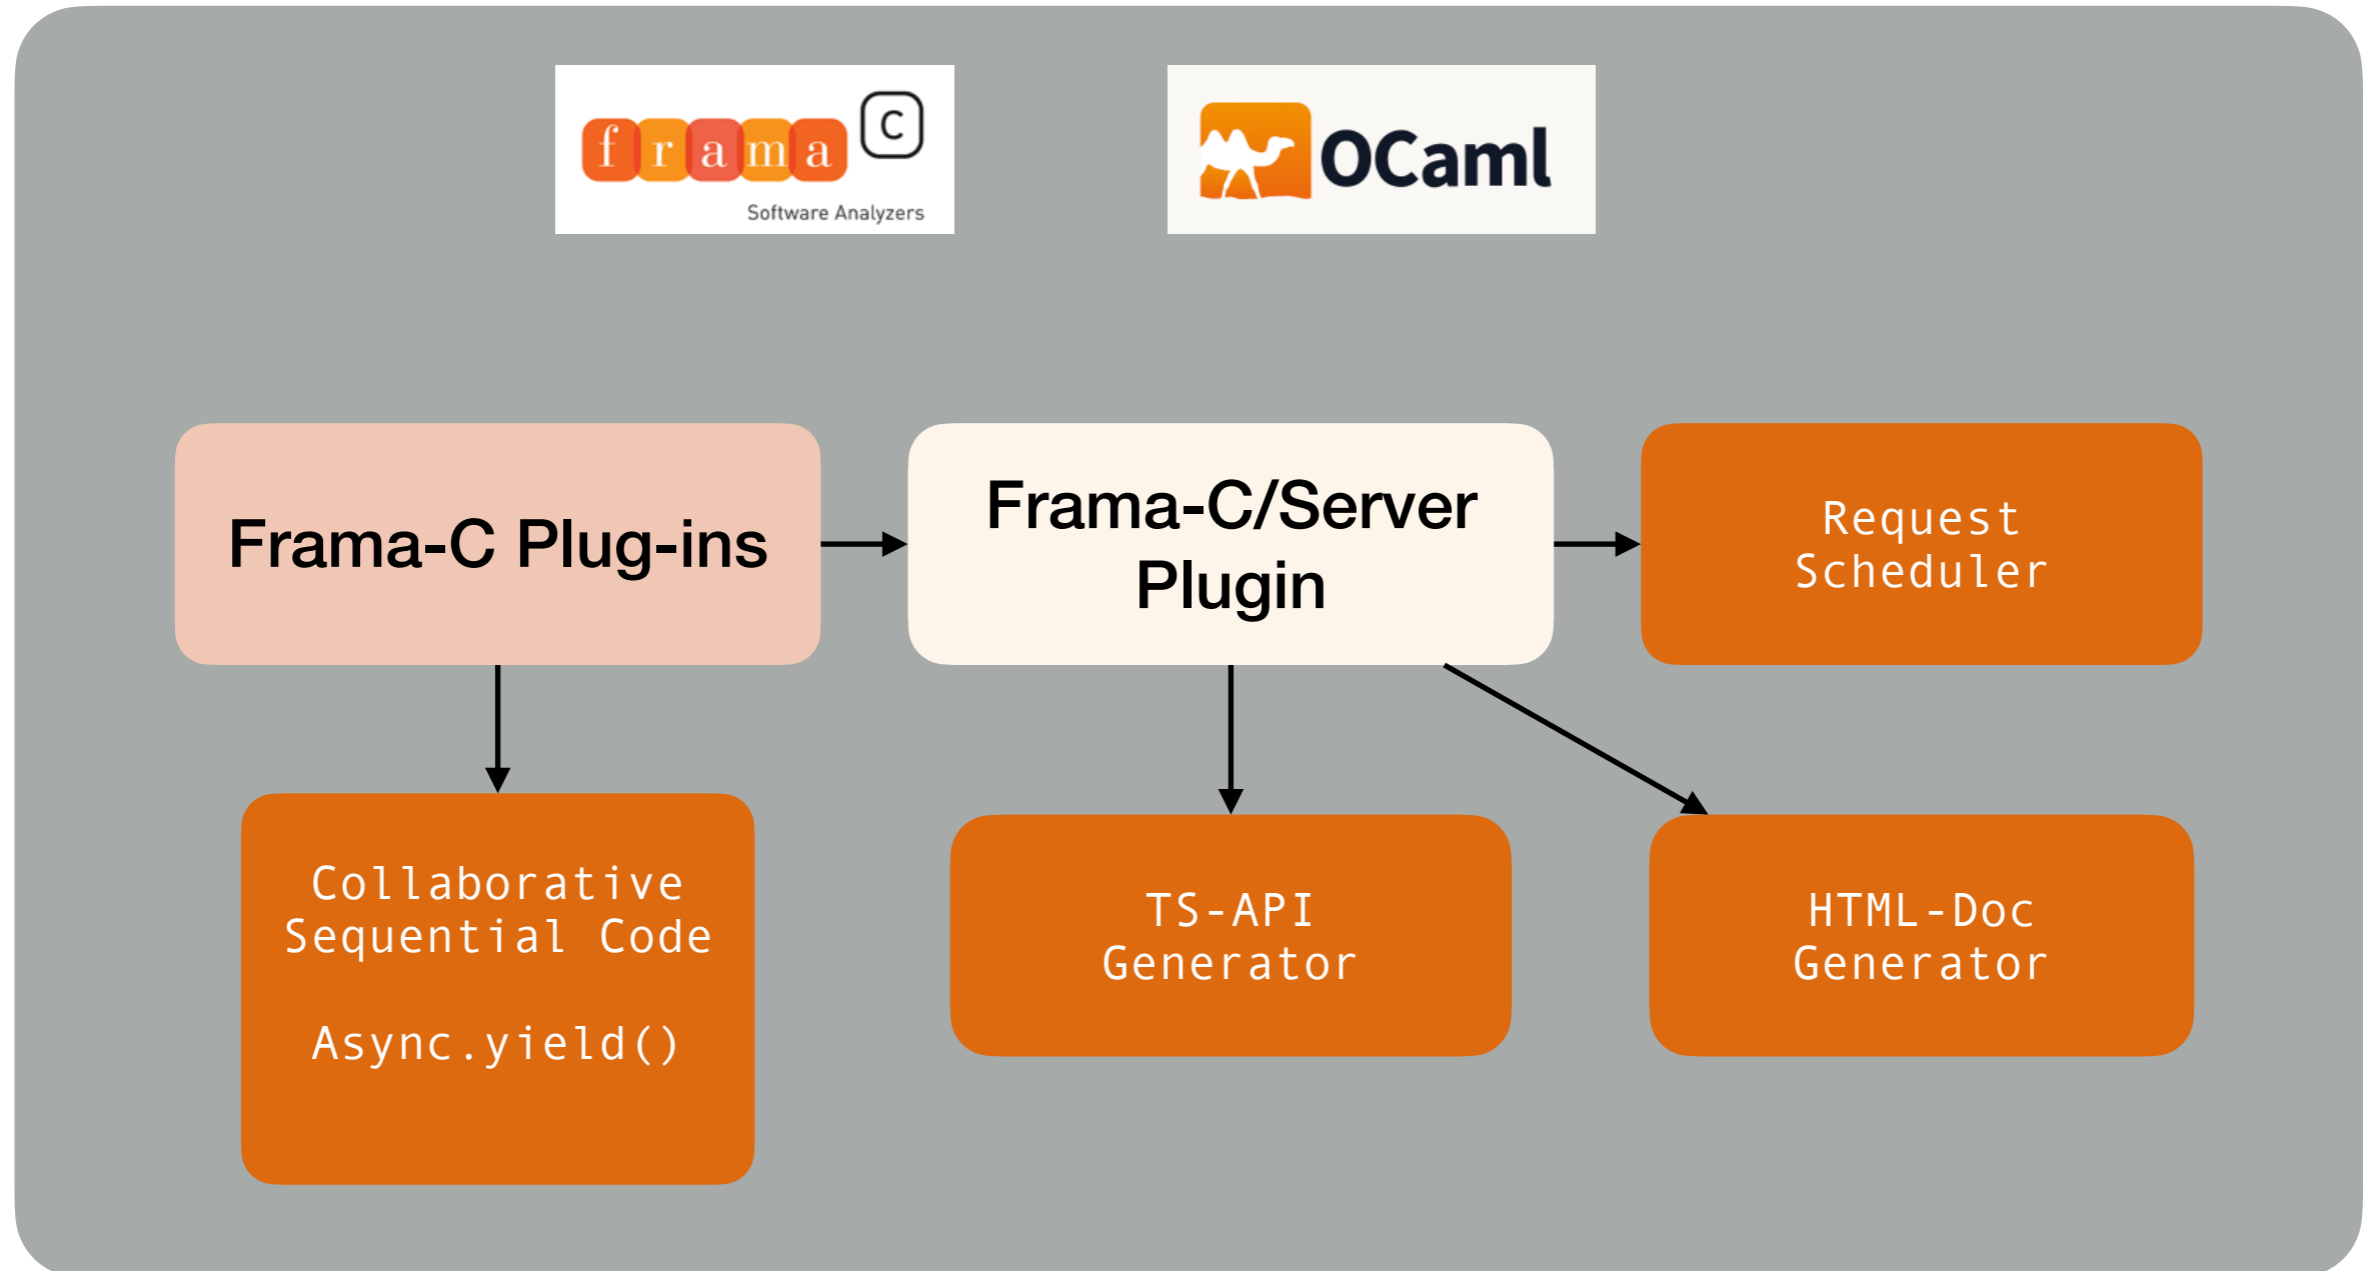 frama C
Software Analyzers
OCaml
Frama-C Plug-ins
Frama-C/Server
Plugin
Request
Scheduler
Collaborative
Sequential Code
Async.yield()
TS-API
Generator
HTML-Doc
Generator